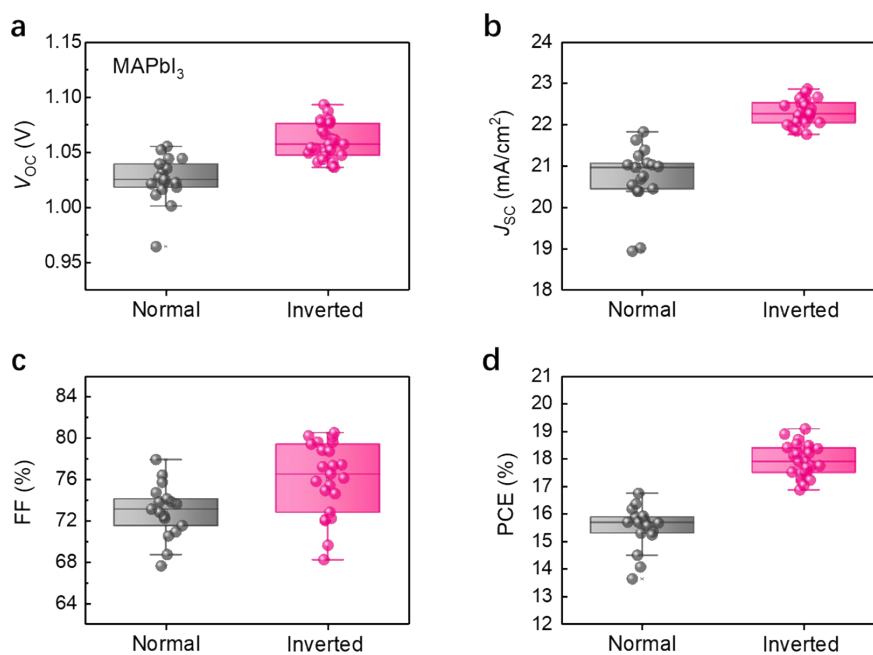 a
1.15
1.10
1.05
1.00
0.95
V_OC (V)
MAPbI₃
Normal
Inverted
b
24
23
22
21
20
19
18
J_SC (mA/cm²)
Normal
Inverted
c
84
80
76
72
68
64
FF (%)
Normal
Inverted
d
21
20
19
18
17
16
15
14
13
12
PCE (%)
Normal
Inverted